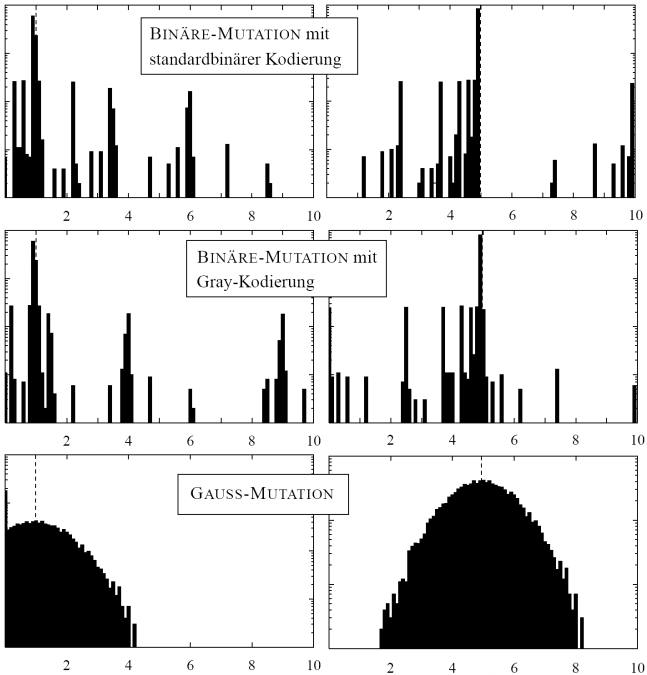 BINÄRE-MUTATION mit
standardbinärer Kodierung
2 4 6 8 10
2 4 6 8 10
BINÄRE-MUTATION mit
Gray-Kodierung
2 4 6 8 10
2 4 6 8 10
GAUSS-MUTATION
2 4 6 8 10
2 4 6 8 10